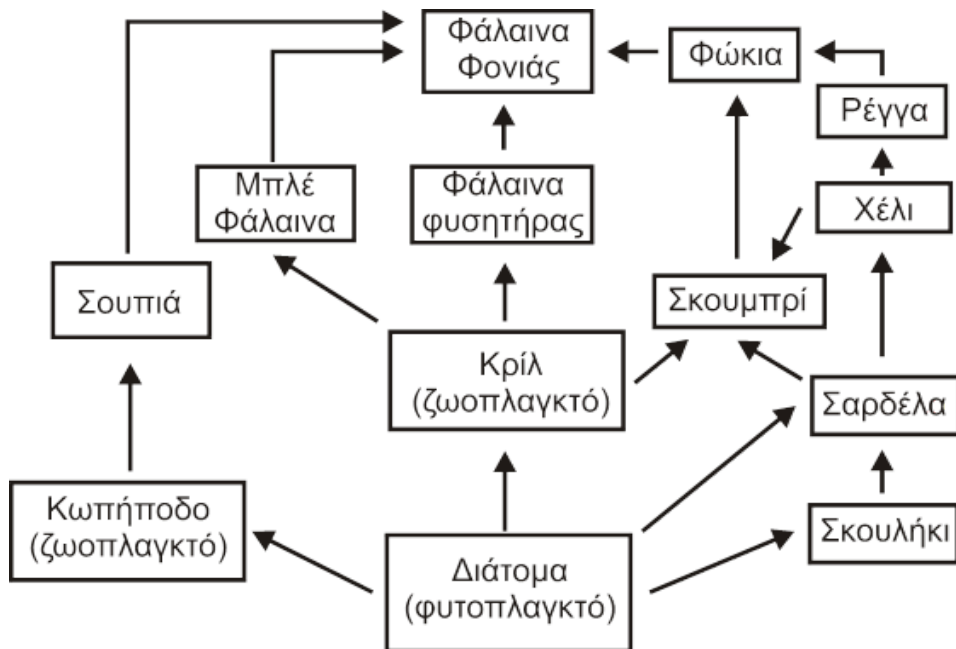 Φάλαινα
Φονιάς
Φώκια
Ρέγγα
Μπλέ
Φάλαινα
Φάλαινα
φυσητήρας
Χέλι
Σουπιά
Σκουμπρί
Κρίλ
(ζωοπλαγκτό)
Σαρδέλα
Κωπήποδο
(ζωοπλαγκτό)
Σκουλήκι
Διάτομα
(φυτοπλαγκτό)